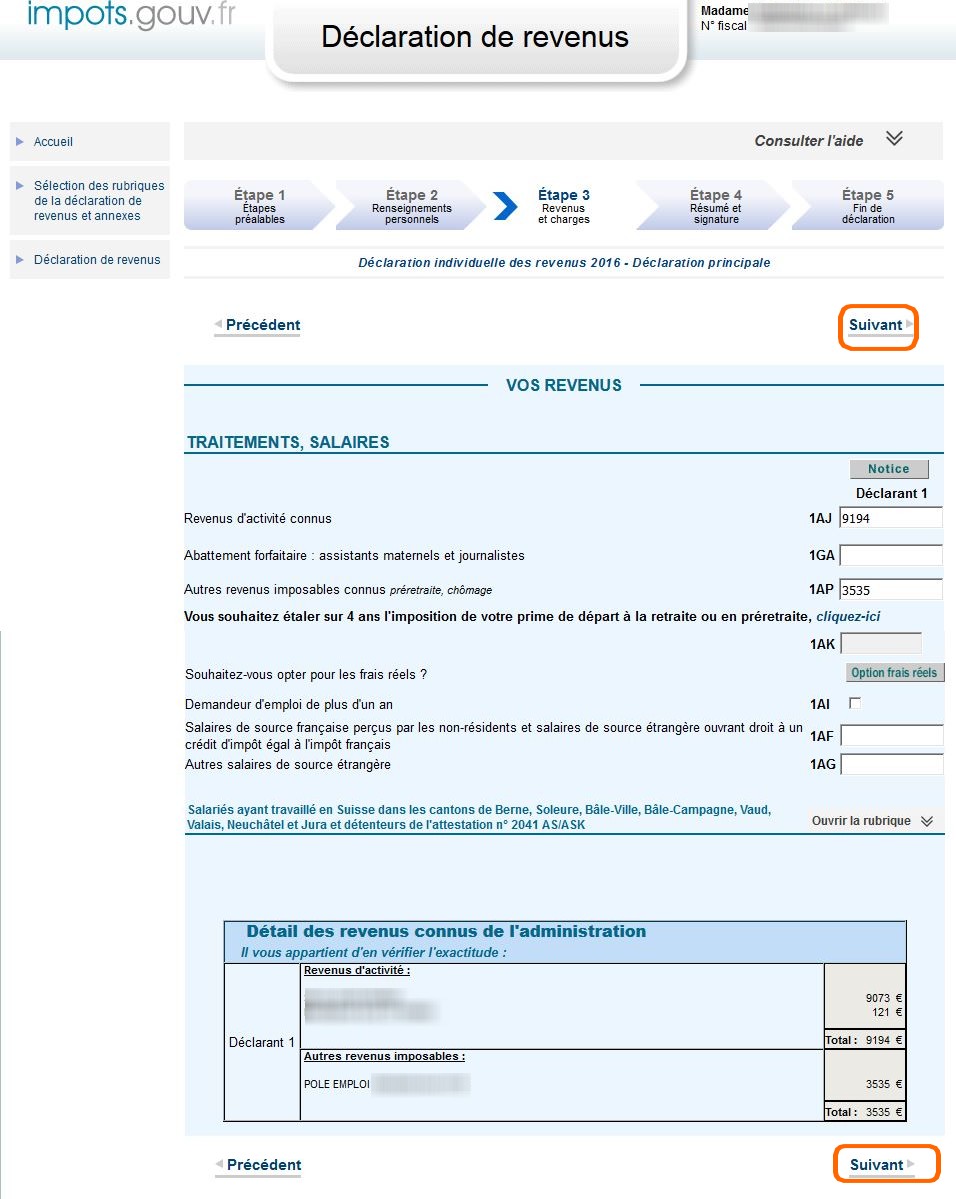 impots.gouv.fr
Déclaration de revenus
Madame
N° fiscal
Accueil
Sélection des rubriques
de la déclaration de
revenus et annexes
Déclaration de revenus
Consulter l'aide
Étape 1
Étapes
préalables
Étape 2
Renseignements
personnels
Étape 3
Revenus
et charges
Étape 4
Résumé et
signature
Étape 5
Fin de
déclaration
Déclaration individuelle des revenus 2016 - Déclaration principale
Précédent
Suivant
VOS REVENUS
TRAITEMENTS, SALAIRES
Notice
Déclarant 1
Revenus d'activité connus 1AJ 9194
Abattement forfaitaire : assistants maternels et journalistes 1GA
Autres revenus imposables connus préretraite, chômage 1AP 3535
Vous souhaitez étaler sur 4 ans l'imposition de votre prime de départ à la retraite ou en préretraite, cliquez-ici
1AK
Souhaitez-vous opter pour les frais réels ? Option frais réels
Demandeur d'emploi de plus d'un an 1AI
Salaires de source française perçus par les non-résidents et salaires de source étrangère ouvrant droit à un
crédit d'impôt égal à l'impôt français 1AF
Autres salaires de source étrangère 1AG
Salariés ayant travaillé en Suisse dans les cantons de Berne, Soleure, Bâle-Ville, Bâle-Campagne, Vaud,
Valais, Neuchâtel et Jura et détenteurs de l'attestation n° 2041 AS/ASK
Ouvrir la rubrique
Détail des revenus connus de l'administration
Il vous appartient d'en vérifier l'exactitude :
Déclarant 1
Revenus d'activité :
9073 €
121 €
Total : 9194 €
Autres revenus imposables :
POLE EMPLOI 3535 €
Total : 3535 €
Précédent
Suivant